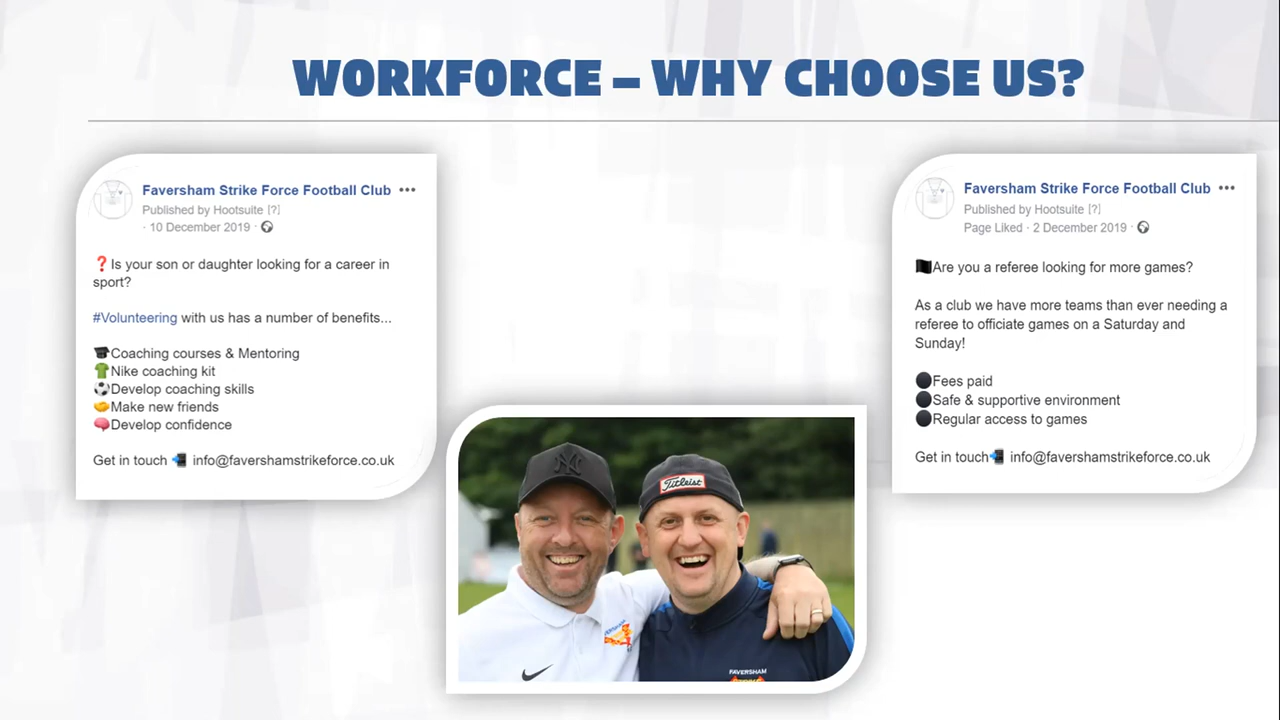 WORKFORCE – WHY CHOOSE US?
Faversham Strike Force Football Club
Published by Hootsuite [?]
· 10 December 2019 ·
❓Is your son or daughter looking for a career in
sport?
#Volunteering with us has a number of benefits...
🎓Coaching courses & Mentoring
👕Nike coaching kit
⚽Develop coaching skills
🤝Make new friends
🧠Develop confidence
Get in touch 📲 info@favershamstrikeforce.co.uk
Faversham Strike Force Football Club
Published by Hootsuite [?]
Page Liked · 2 December 2019 ·
🏴Are you a referee looking for more games?
As a club we have more teams than ever needing a
referee to officiate games on a Saturday and
Sunday!
⚫Fees paid
⚫Safe & supportive environment
⚫Regular access to games
Get in touch📲 info@favershamstrikeforce.co.uk
NY
Titleist
FAVERSHAM